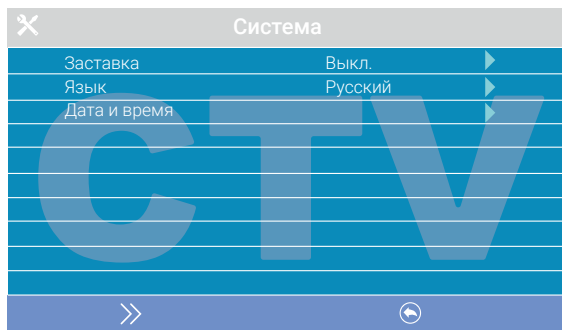 Система
Заставка Выкл.
Язык Русский
Дата и время
CTV